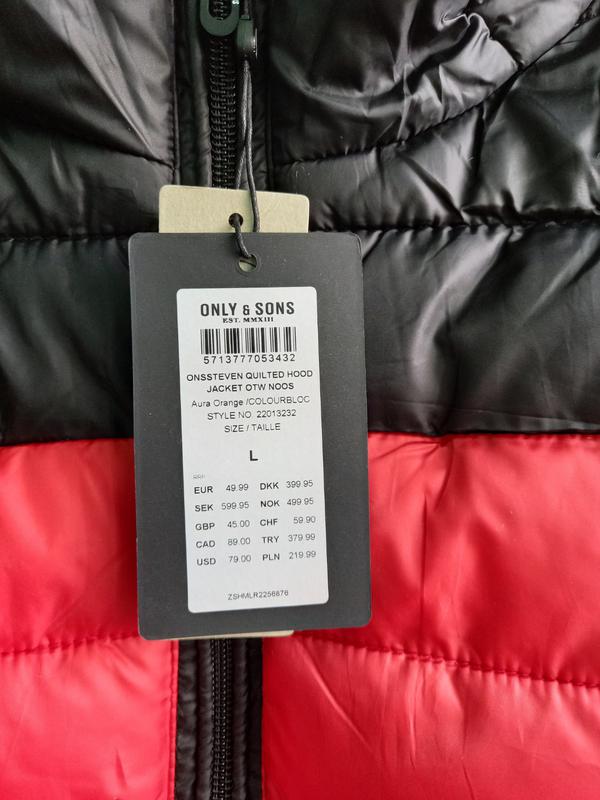 ONLY & SONS
EST. MMXIII
5713777053432
ONSSTEVEN QUILTED HOOD
JACKET OTW NOOS
Aura Orange /COLOURBLOC
STYLE NO. 22013232
SIZE / TAILLE
L
RRP
EUR 49.99 DKK 399.95
SEK 599.95 NOK 499.95
GBP 45.00 CHF 59.90
CAD 89.00 TRY 379.99
USD 79.00 PLN 219.99
ZSHMLR2256876